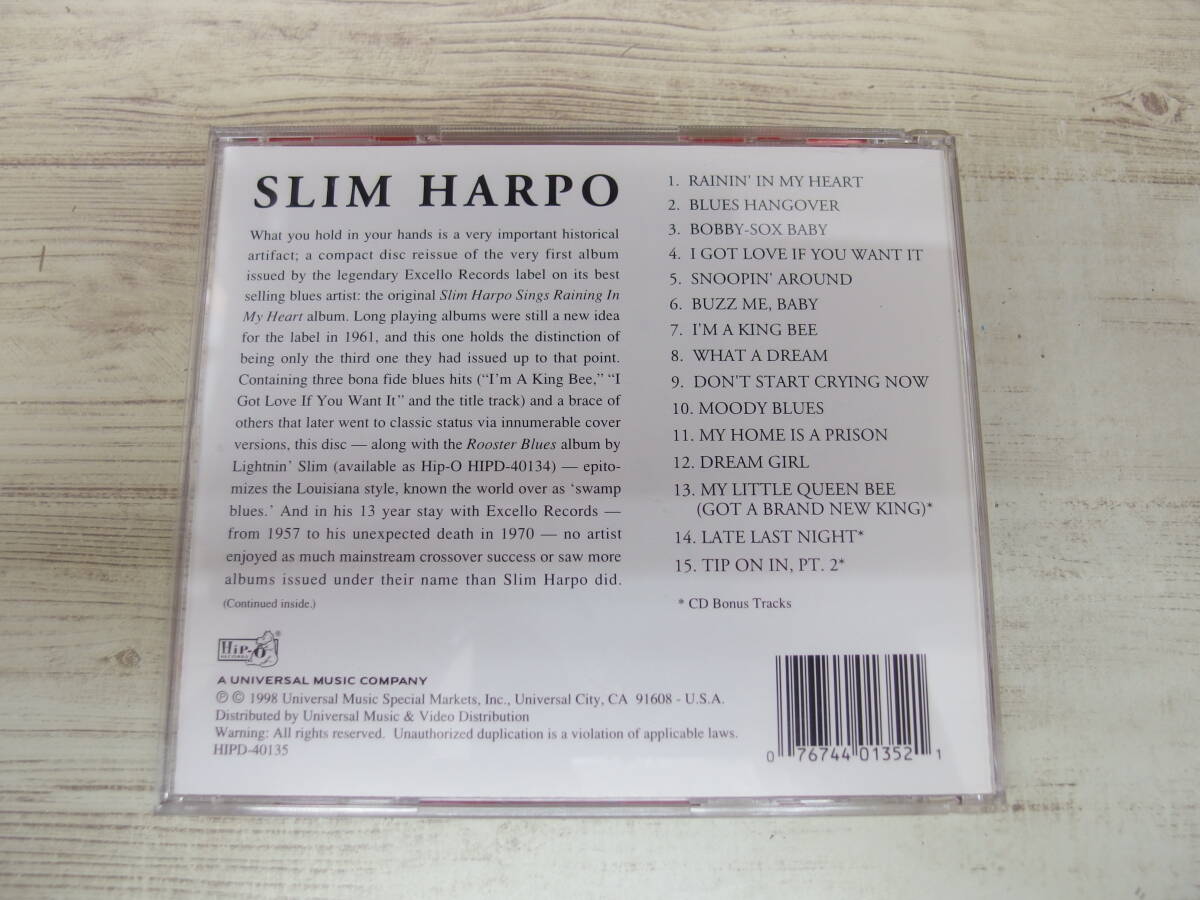 SLIM HARPO
What you hold in your hands is a very important historical
artifact; a compact disc reissue of the very first album
issued by the legendary Excello Records label on its best
selling blues artist: the original Slim Harpo Sings Raining In
My Heart album. Long playing albums were still a new idea
for the label in 1961, and this one holds the distinction of
being only the third one they had issued up to that point.
Containing three bona fide blues hits (“I’m A King Bee,” “I
Got Love If You Want It” and the title track) and a brace of
others that later went to classic status via innumerable cover
versions, this disc — along with the Rooster Blues album by
Lightnin’ Slim (available as Hip-O HIPD-40134) — epito-
mizes the Louisiana style, known the world over as ‘swamp
blues.’ And in his 13 year stay with Excello Records —
from 1957 to his unexpected death in 1970 — no artist
enjoyed as much mainstream crossover success or saw more
albums issued under their name than Slim Harpo did.
(Continued inside.)
1. RAININ’ IN MY HEART
2. BLUES HANGOVER
3. BOBBY-SOX BABY
4. I GOT LOVE IF YOU WANT IT
5. SNOOPIN’ AROUND
6. BUZZ ME, BABY
7. I’M A KING BEE
8. WHAT A DREAM
9. DON’T START CRYING NOW
10. MOODY BLUES
11. MY HOME IS A PRISON
12. DREAM GIRL
13. MY LITTLE QUEEN BEE
(GOT A BRAND NEW KING)*
14. LATE LAST NIGHT*
15. TIP ON IN, PT. 2*
* CD Bonus Tracks
HiP-O ®
RECORDS
A UNIVERSAL MUSIC COMPANY
℗ © 1998 Universal Music Special Markets, Inc., Universal City, CA 91608 - U.S.A.
Distributed by Universal Music & Video Distribution
Warning: All rights reserved. Unauthorized duplication is a violation of applicable laws.
HIPD-40135
0 76744 01352 1